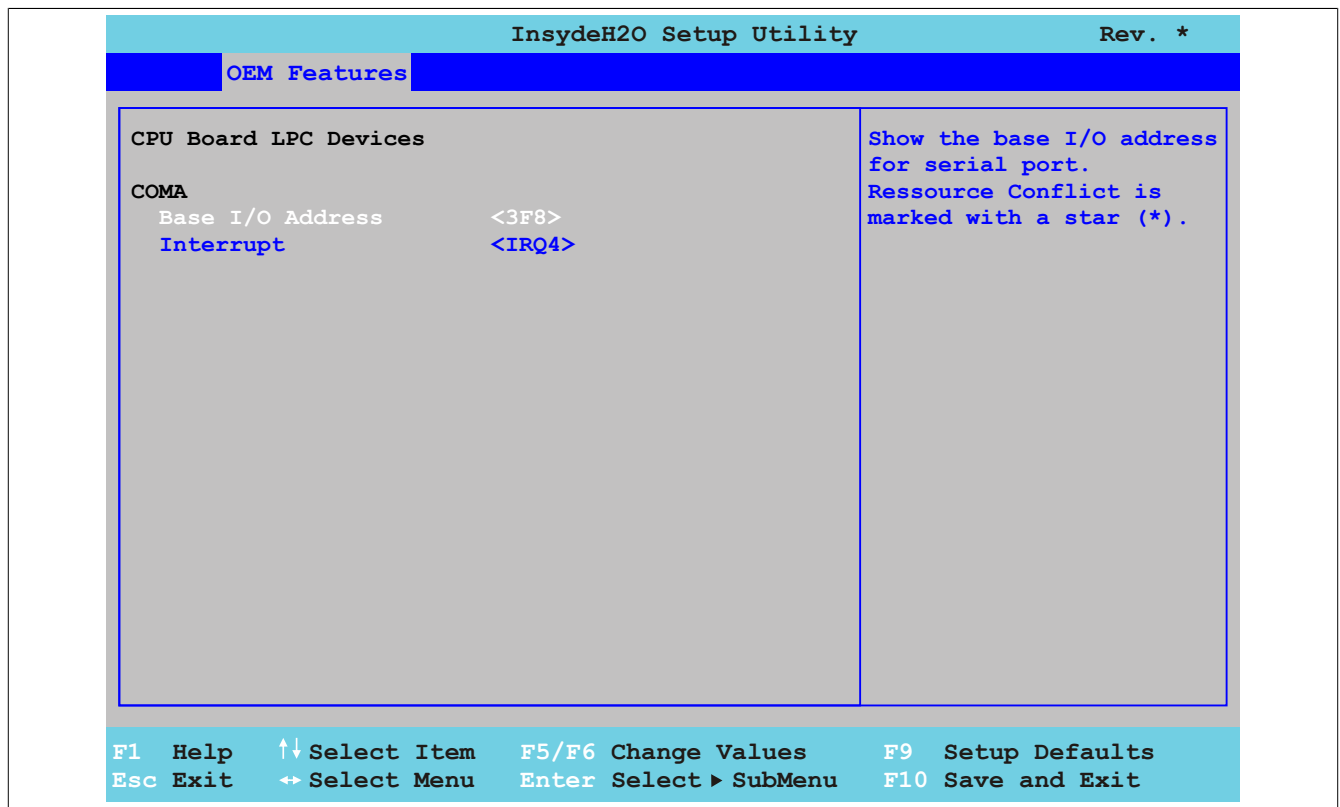 InsydeH2O Setup Utility Rev. *
OEM Features
CPU Board LPC Devices
COMA
Base I/O Address <3F8>
Interrupt <IRQ4>
Show the base I/O address
for serial port.
Ressource Conflict is
marked with a star (*).
F1 Help ↑↓ Select Item F5/F6 Change Values F9 Setup Defaults
Esc Exit ↔ Select Menu Enter Select ▶ SubMenu F10 Save and Exit